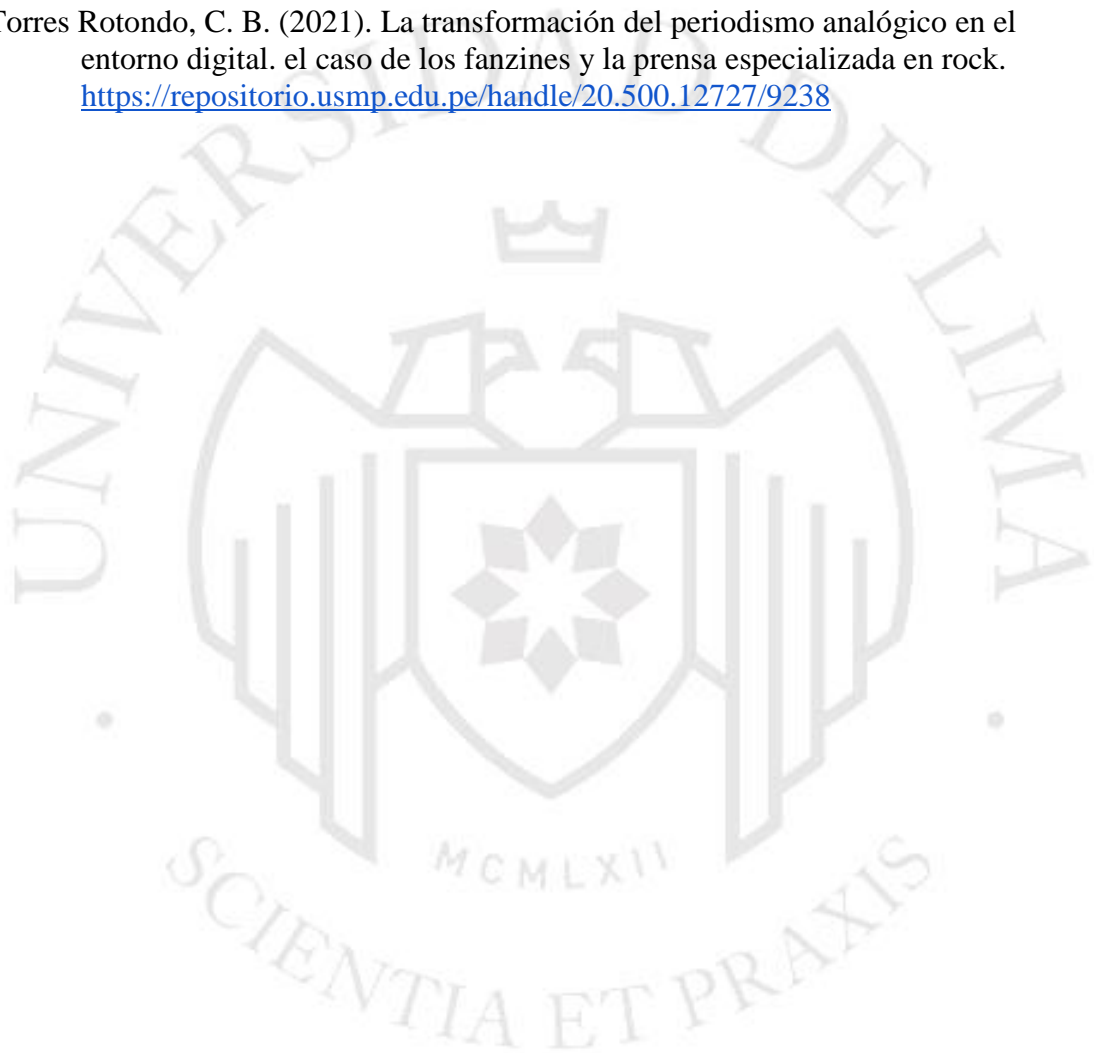 Torres Rotondo, C. B. (2021). La transformación del periodismo analógico en el
entorno digital. el caso de los fanzines y la prensa especializada en rock.
https://repositorio.usmp.edu.pe/handle/20.500.12727/9238
UNIVERSIDAD DE LIMA
MCMLXII
SCIENTIA ET PRAXIS